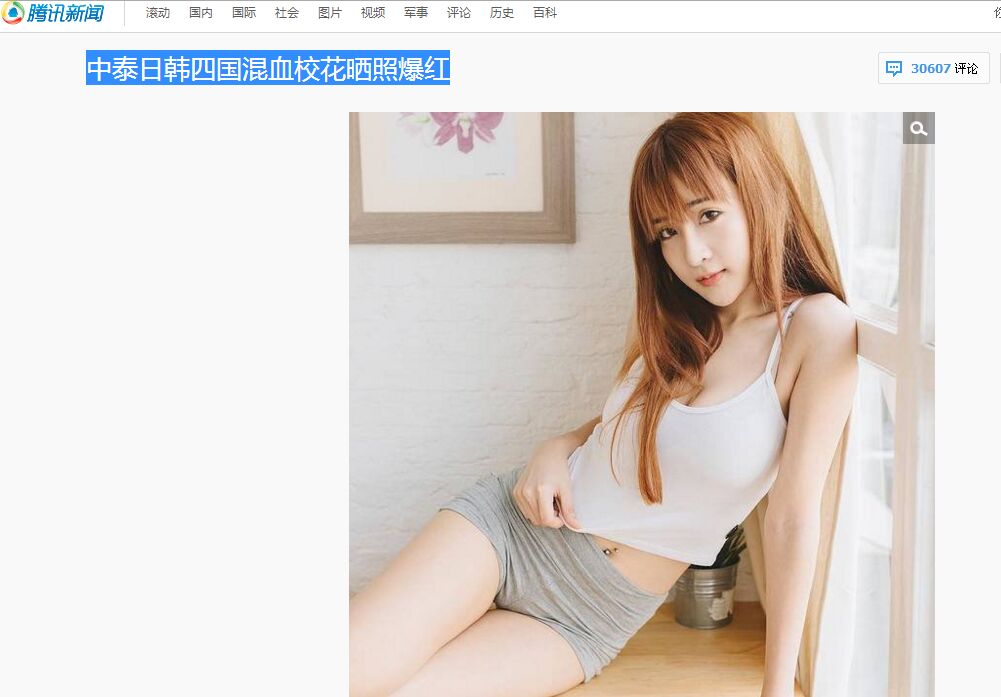 腾讯新闻
滚动 国内 国际 社会 图片 视频 军事 评论 历史 百科
中泰日韩四国混血校花晒照爆红
30607 评论